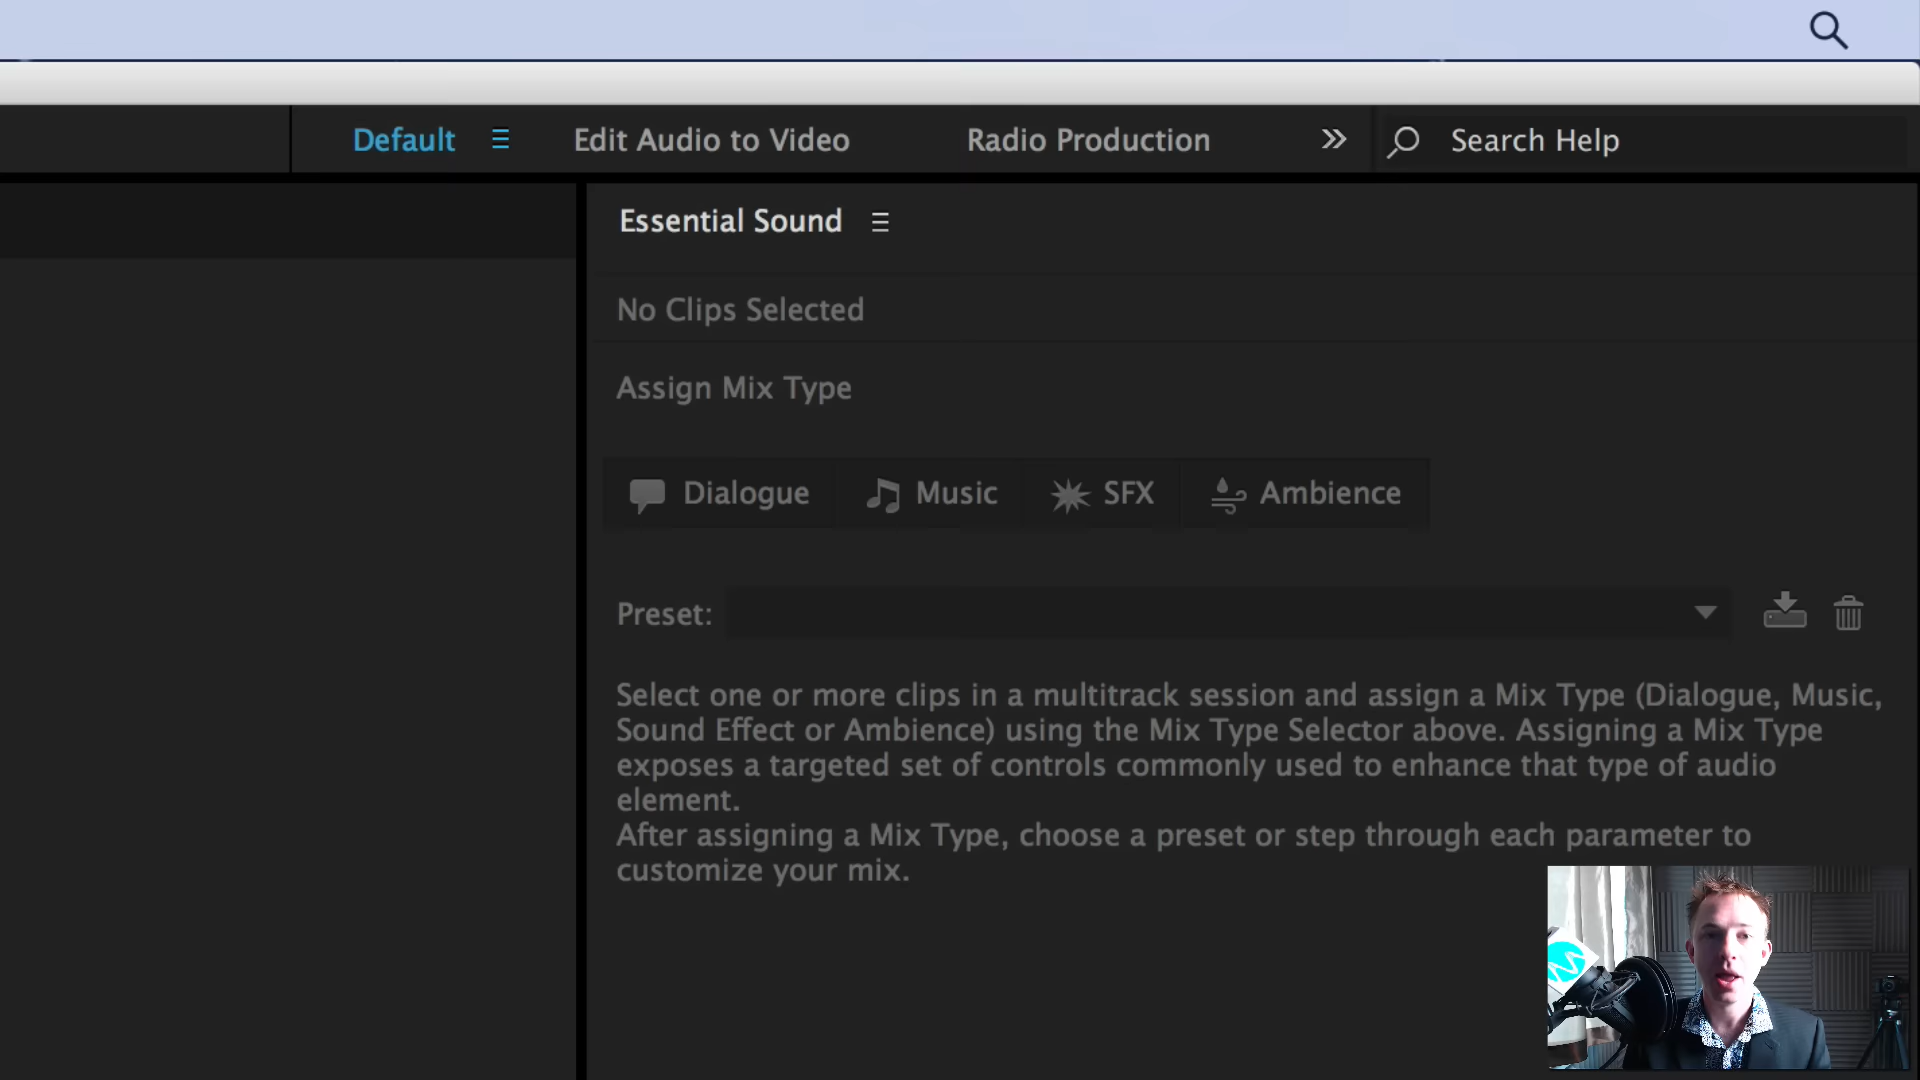 Default
Edit Audio to Video
Radio Production
Search Help
Essential Sound
No Clips Selected
Assign Mix Type
Dialogue
Music
SFX
Ambience
Preset:
Select one or more clips in a multitrack session and assign a Mix Type (Dialogue, Music,
Sound Effect or Ambience) using the Mix Type Selector above. Assigning a Mix Type
exposes a targeted set of controls commonly used to enhance that type of audio
element.
After assigning a Mix Type, choose a preset or step through each parameter to
customize your mix.